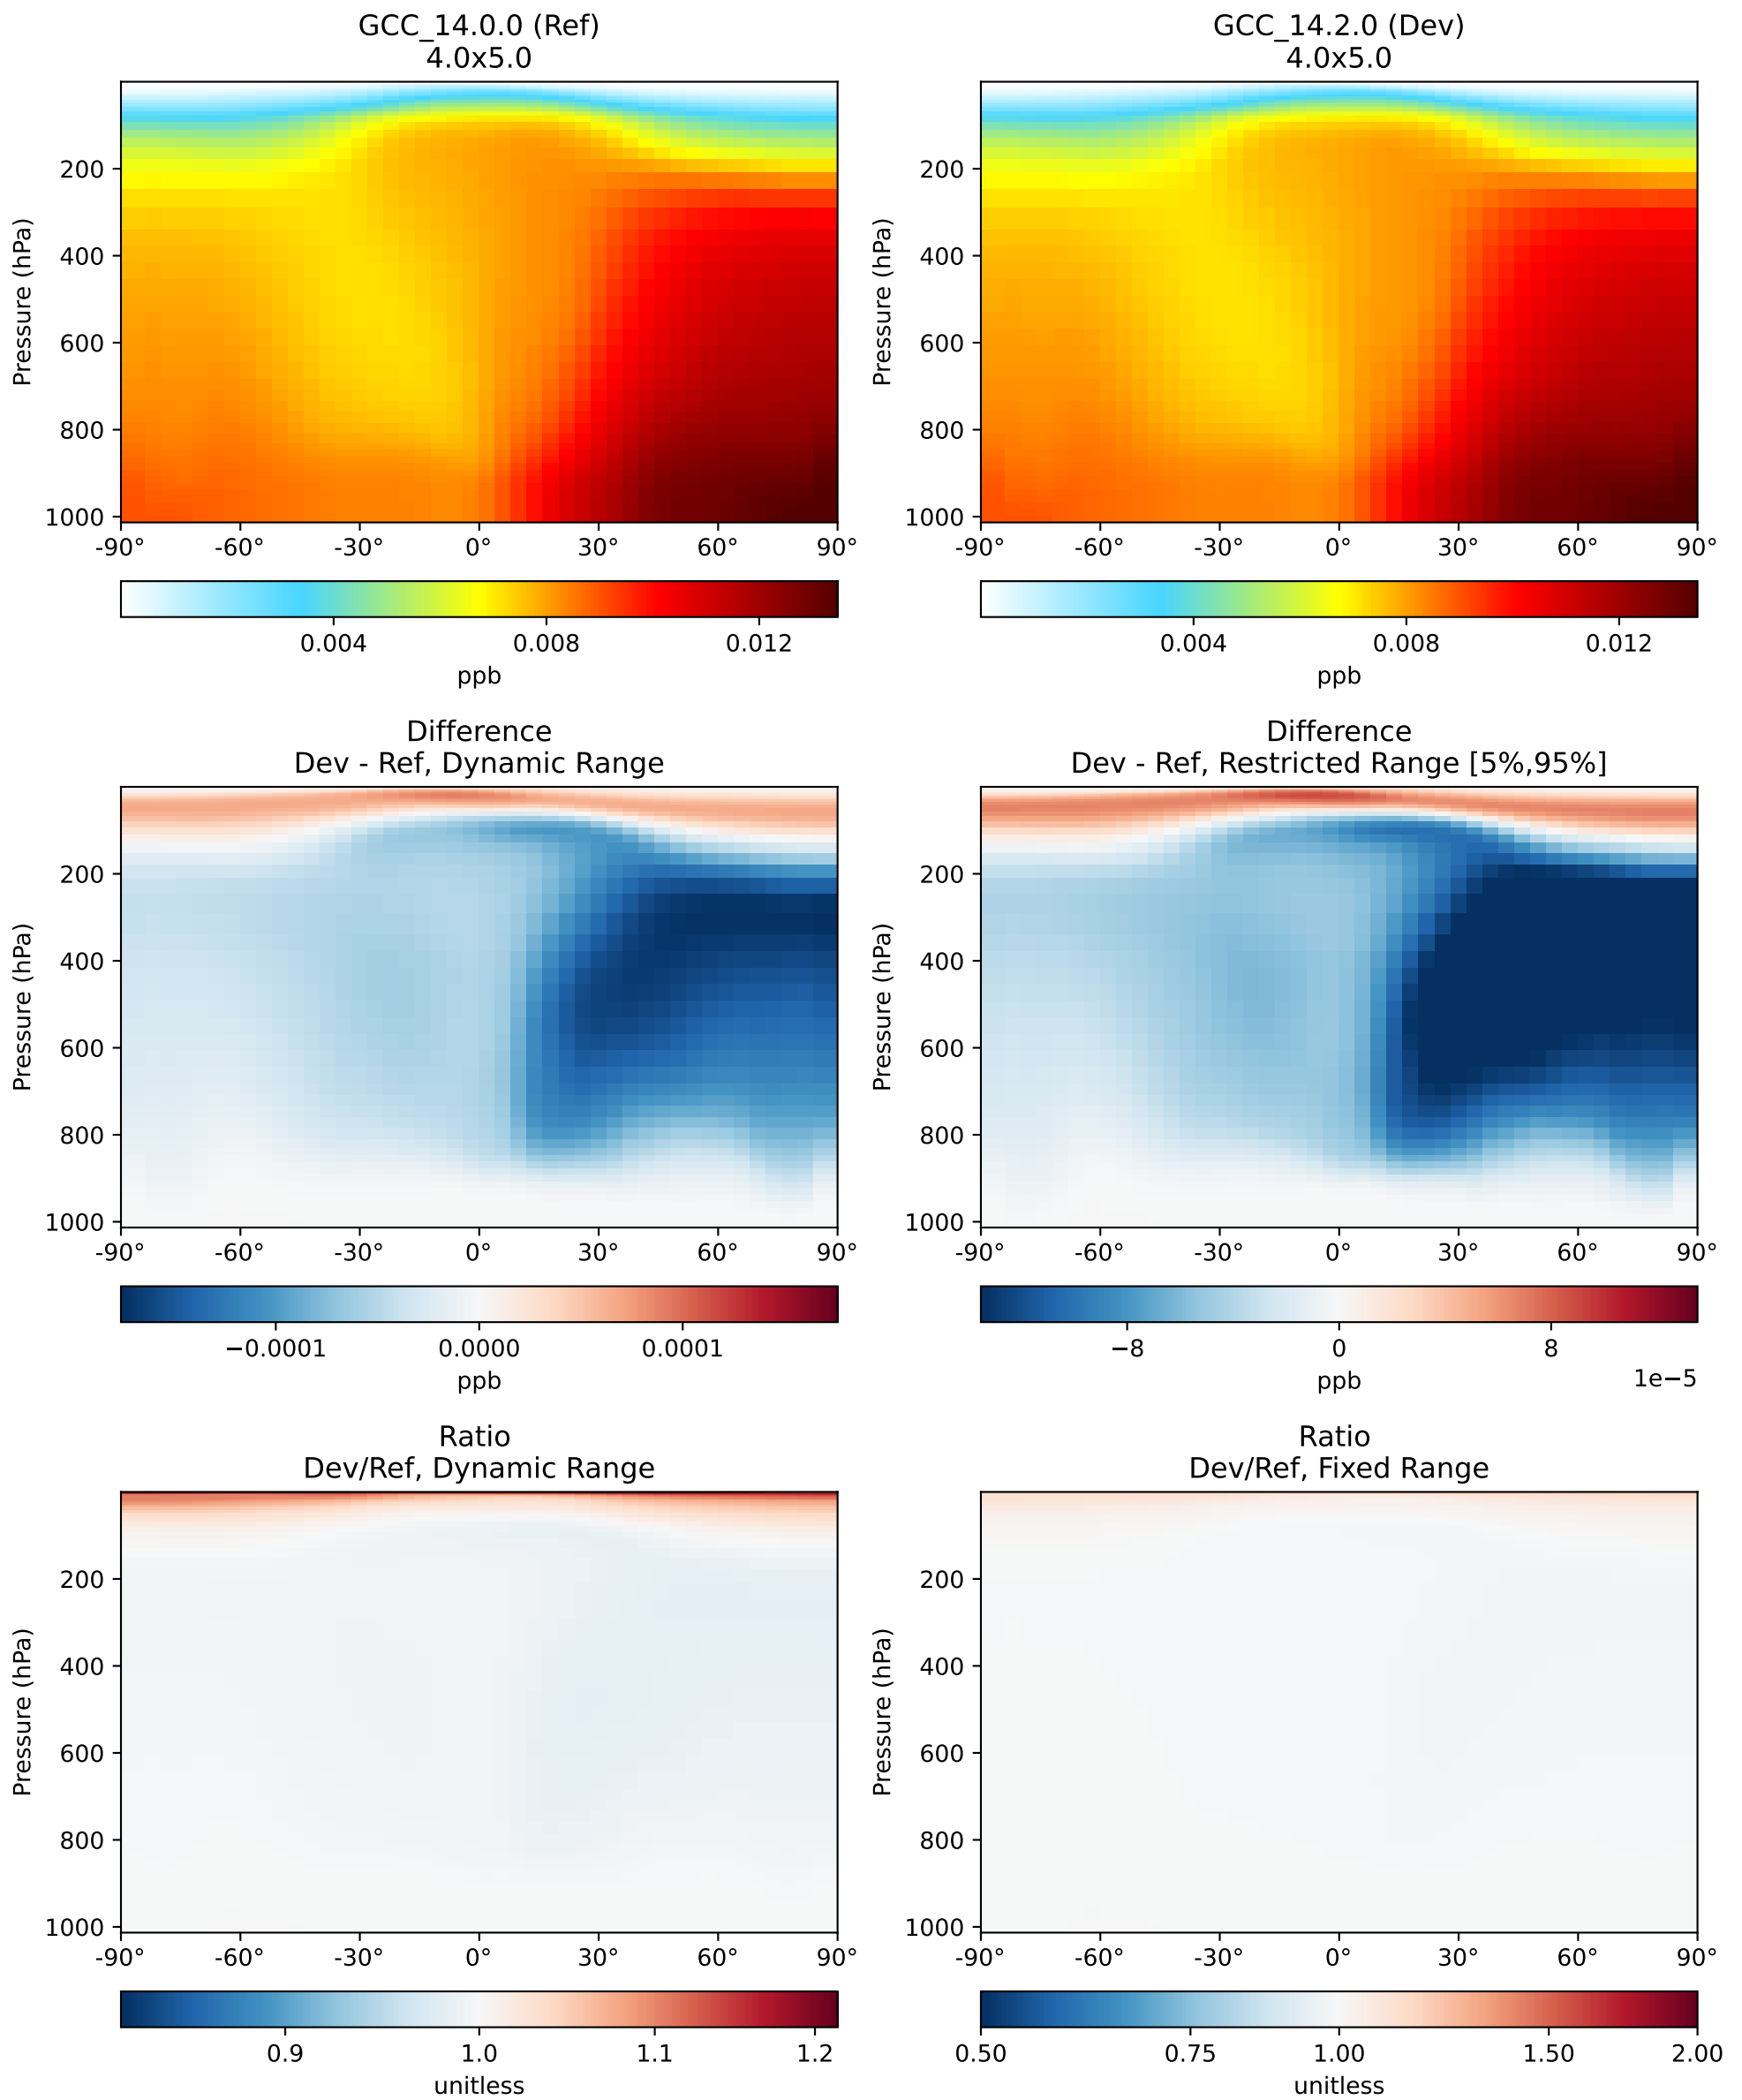 GCC_14.0.0 (Ref)
4.0x5.0
Pressure (hPa)
200
400
600
800
1000
-90° -60° -30° 0° 30° 60° 90°
0.004 0.008 0.012
ppb
GCC_14.2.0 (Dev)
4.0x5.0
Pressure (hPa)
200
400
600
800
1000
-90° -60° -30° 0° 30° 60° 90°
0.004 0.008 0.012
ppb
Difference
Dev - Ref, Dynamic Range
Pressure (hPa)
200
400
600
800
1000
-90° -60° -30° 0° 30° 60° 90°
−0.0001 0.0000 0.0001
ppb
Difference
Dev - Ref, Restricted Range [5%,95%]
Pressure (hPa)
200
400
600
800
1000
-90° -60° -30° 0° 30° 60° 90°
−8 0 8
ppb
1e−5
Ratio
Dev/Ref, Dynamic Range
Pressure (hPa)
200
400
600
800
1000
-90° -60° -30° 0° 30° 60° 90°
0.9 1.0 1.1 1.2
unitless
Ratio
Dev/Ref, Fixed Range
Pressure (hPa)
200
400
600
800
1000
-90° -60° -30° 0° 30° 60° 90°
0.50 0.75 1.00 1.50 2.00
unitless